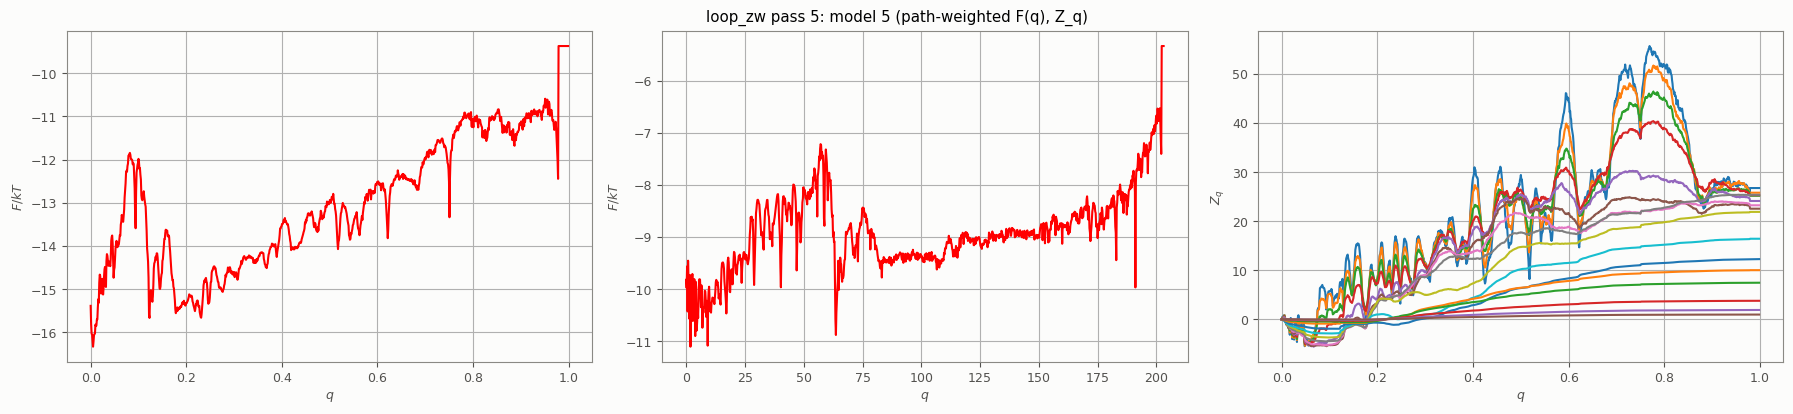 loop_zw pass 5: model 5 (path-weighted F(q), Z_q)
F/kT
−10
−11
−12
−13
−14
−15
−16
0.0 0.2 0.4 0.6 0.8 1.0
q
F/kT
−6
−7
−8
−9
−10
−11
0 25 50 75 100 125 150 175 200
q
Zq
50
40
30
20
10
0
0.0 0.2 0.4 0.6 0.8 1.0
q